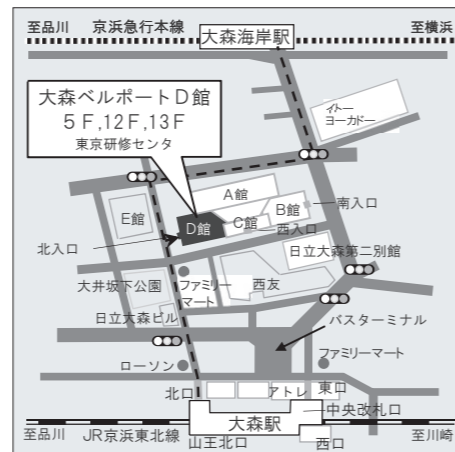 至品川 京浜急行本線 大森海岸駅 至横浜
大森ベルポートD館
5F,12F,13F
東京研修センタ
イトー
ヨーカドー
A館
B館
C館
D館
E館
南入口
西入口
北入口
日立大森第二別館
大井坂下公園
ファミリー
マート
西友
日立大森ビル
バスターミナル
ローソン
ファミリーマート
北口
アトレ
東口
中央改札口
大森駅
至品川 JR京浜東北線 山王北口 西口 至川崎